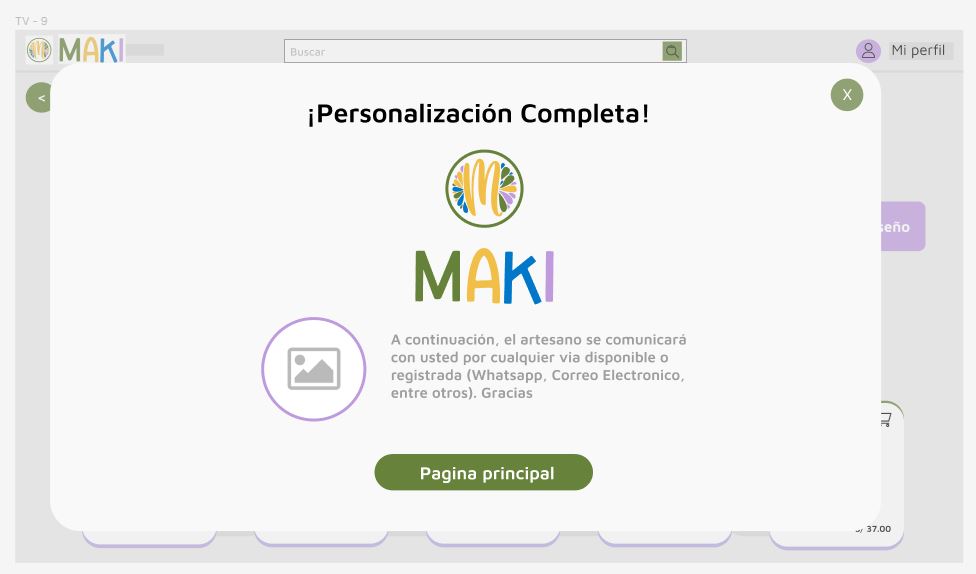 TV - 9
MAKI
Buscar
Mi perfil
<
X
¡Personalización Completa!
M
MAKI
seño
A continuación, el artesano se comunicará
con usted por cualquier via disponible o
registrada (Whatsapp, Correo Electronico,
entre otros). Gracias
Pagina principal
/ 37.00